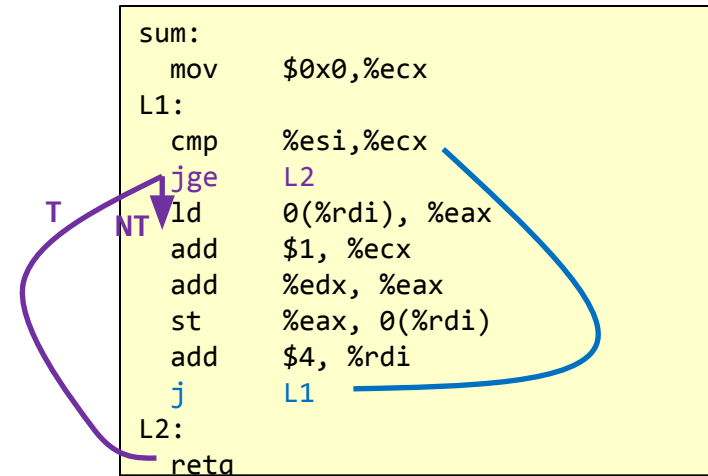 sum:
mov $0x0,%ecx
L1:
cmp %esi,%ecx
jge L2
T
NT
ld 0(%rdi), %eax
add $1, %ecx
add %edx, %eax
st %eax, 0(%rdi)
add $4, %rdi
j L1
L2:
retq